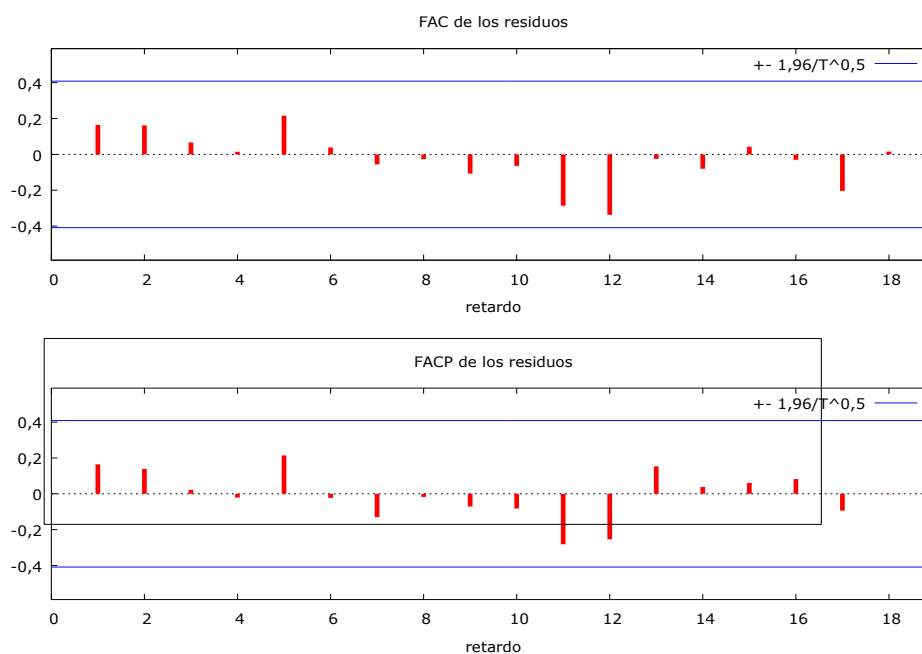 FAC de los residuos
+- 1,96/T^0,5
0,4
0,2
0
-0,2
-0,4
0 2 4 6 8 10 12 14 16 18
retardo
FACP de los residuos
+- 1,96/T^0,5
0,4
0,2
0
-0,2
-0,4
0 2 4 6 8 10 12 14 16 18
retardo